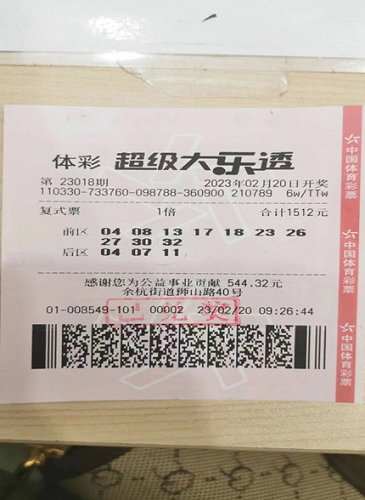 体彩 超级大乐透
第 23018期 2023年02月20日开奖
110330-733760-098788-360900 210789 6w/TTw
复式票 1倍 合计1512元
前区 04 08 13 17 18 23 26
27 30 32
后区 04 07 11
感谢您为公益事业贡献 544.32元
余杭街道狮山路40号
01-008549-101 00002 23/02/20 09:26:44
已兑奖
中国体育彩票
中国体育彩票
中国体育彩票